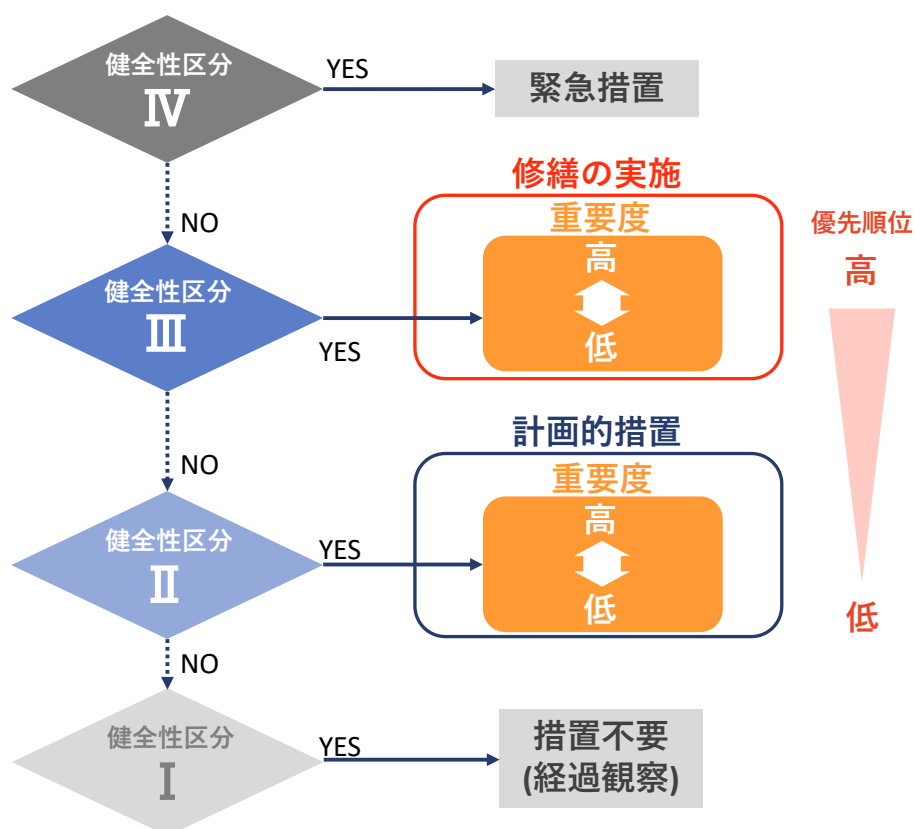 健全性区分
Ⅳ
YES
緊急措置
NO
修繕の実施
重要度
高
低
優先順位
高
健全性区分
Ⅲ
YES
NO
計画的措置
重要度
高
低
低
健全性区分
Ⅱ
YES
NO
健全性区分
Ⅰ
YES
措置不要
(経過観察)